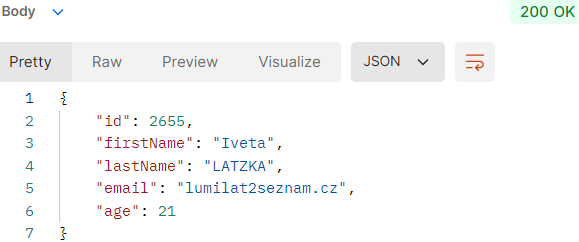 Body 200 OK
Pretty Raw Preview Visualize JSON
1 {
2 "id": 2655,
3 "firstName": "Iveta",
4 "lastName": "LATZKA",
5 "email": "lumilat2seznam.cz",
6 "age": 21
7 }